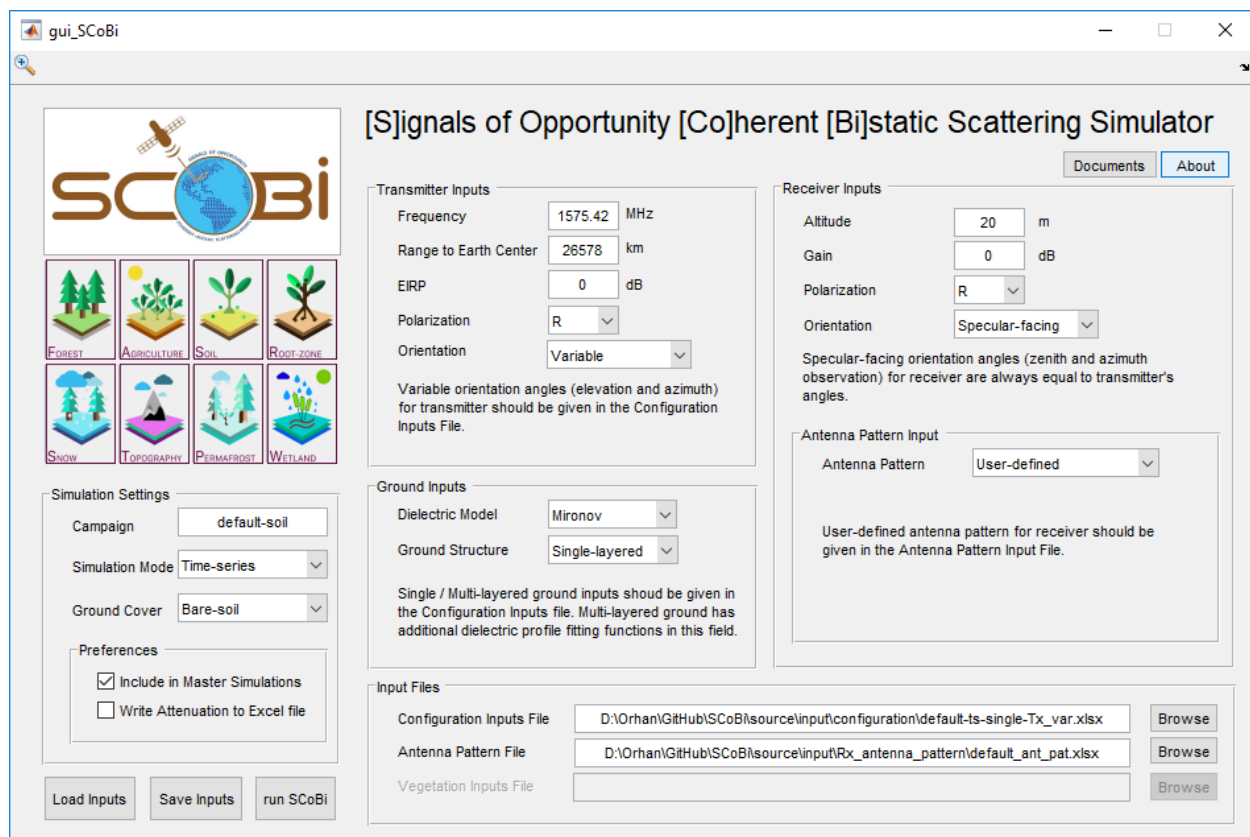 gui_SCoBi
[S]ignals of Opportunity [Co]herent [Bi]static Scattering Simulator
Documents
About
SIGNALS OF OPPORTUNITY
SCOBi
FOREST
AGRICULTURE
SOIL
ROOT-ZONE
SNOW
TOPOGRAPHY
PERMAFROST
WETLAND
Simulation Settings
Campaign default-soil
Simulation Mode Time-series
Ground Cover Bare-soil
Preferences
Include in Master Simulations
Write Attenuation to Excel file
Load Inputs
Save Inputs
run SCoBi
Transmitter Inputs
Frequency 1575.42 MHz
Range to Earth Center 26578 km
EIRP 0 dB
Polarization R
Orientation Variable
Variable orientation angles (elevation and azimuth)
for transmitter should be given in the Configuration
Inputs File.
Ground Inputs
Dielectric Model Mironov
Ground Structure Single-layered
Single / Multi-layered ground inputs shoud be given in
the Configuration Inputs file. Multi-layered ground has
additional dielectric profile fitting functions in this field.
Receiver Inputs
Altitude 20 m
Gain 0 dB
Polarization R
Orientation Specular-facing
Specular-facing orientation angles (zenith and azimuth
observation) for receiver are always equal to transmitter's
angles.
Antenna Pattern Input
Antenna Pattern User-defined
User-defined antenna pattern for receiver should be
given in the Antenna Pattern Input File.
Input Files
Configuration Inputs File D:\Orhan\GitHub\SCoBi\source\input\configuration\default-ts-single-Tx_var.xlsx Browse
Antenna Pattern File D:\Orhan\GitHub\SCoBi\source\input\Rx_antenna_pattern\default_ant_pat.xlsx Browse
Vegetation Inputs File Browse